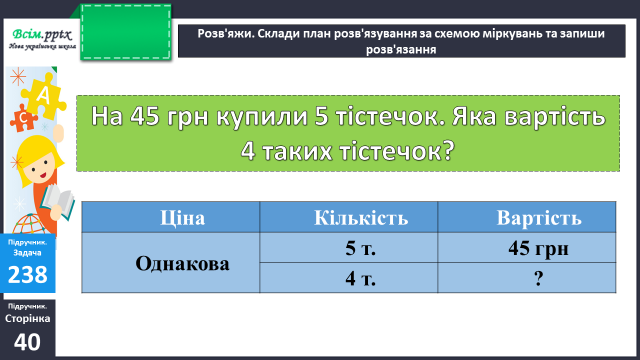 Всім.pptx
Нова українська школа
Розв'яжи. Склади план розв'язування за схемою міркувань та запиши
розв'язання
А
С
На 45 грн купили 5 тістечок. Яка вартість
4 таких тістечок?
Ціна Кількість Вартість
Однакова
5 т. 45 грн
4 т. ?
Підручник.
Задача
238
Підручник.
Сторінка
40